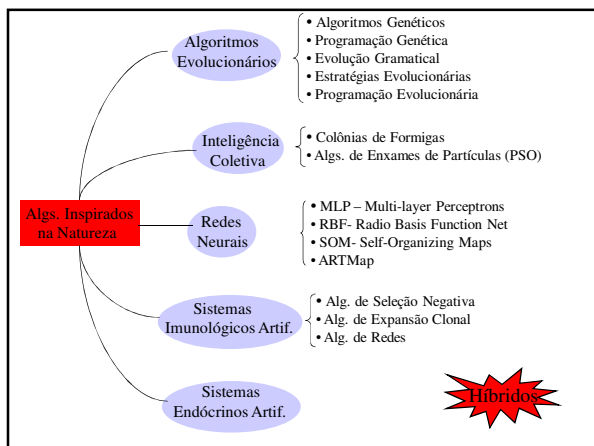 Algoritmos
Evolucionários
• Algoritmos Genéticos
• Programação Genética
• Evolução Gramatical
• Estratégias Evolucionárias
• Programação Evolucionária
Inteligência
Coletiva
• Colônias de Formigas
• Algs. de Enxames de Partículas (PSO)
Algs. Inspirados
na Natureza
Redes
Neurais
• MLP – Multi-layer Perceptrons
• RBF- Radio Basis Function Net
• SOM- Self-Organizing Maps
• ARTMap
Sistemas
Imunológicos Artif.
• Alg. de Seleção Negativa
• Alg. de Expansão Clonal
• Alg. de Redes
Sistemas
Endócrinos Artif.
Híbridos